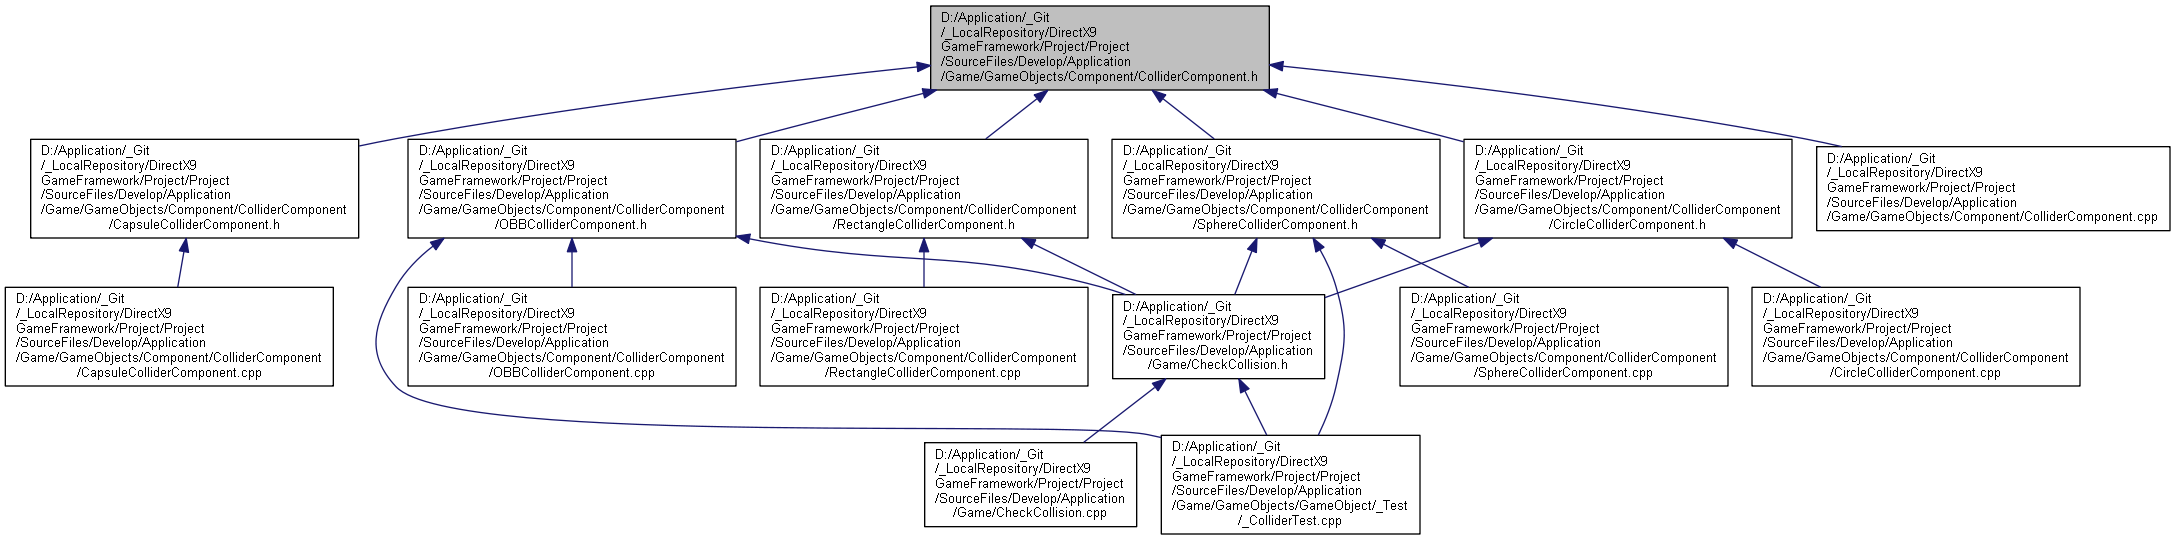 D:/Application/_Git
/_LocalRepository/DirectX9
GameFramework/Project/Project
/SourceFiles/Develop/Application
/Game/GameObjects/Component/ColliderComponent.h
D:/Application/_Git
/_LocalRepository/DirectX9
GameFramework/Project/Project
/SourceFiles/Develop/Application
/Game/GameObjects/Component/ColliderComponent
/CapsuleColliderComponent.h
D:/Application/_Git
/_LocalRepository/DirectX9
GameFramework/Project/Project
/SourceFiles/Develop/Application
/Game/GameObjects/Component/ColliderComponent
/OBBColliderComponent.h
D:/Application/_Git
/_LocalRepository/DirectX9
GameFramework/Project/Project
/SourceFiles/Develop/Application
/Game/GameObjects/Component/ColliderComponent
/RectangleColliderComponent.h
D:/Application/_Git
/_LocalRepository/DirectX9
GameFramework/Project/Project
/SourceFiles/Develop/Application
/Game/GameObjects/Component/ColliderComponent
/SphereColliderComponent.h
D:/Application/_Git
/_LocalRepository/DirectX9
GameFramework/Project/Project
/SourceFiles/Develop/Application
/Game/GameObjects/Component/ColliderComponent
/CircleColliderComponent.h
D:/Application/_Git
/_LocalRepository/DirectX9
GameFramework/Project/Project
/SourceFiles/Develop/Application
/Game/GameObjects/Component/ColliderComponent.cpp
D:/Application/_Git
/_LocalRepository/DirectX9
GameFramework/Project/Project
/SourceFiles/Develop/Application
/Game/GameObjects/Component/ColliderComponent
/CapsuleColliderComponent.cpp
D:/Application/_Git
/_LocalRepository/DirectX9
GameFramework/Project/Project
/SourceFiles/Develop/Application
/Game/GameObjects/Component/ColliderComponent
/OBBColliderComponent.cpp
D:/Application/_Git
/_LocalRepository/DirectX9
GameFramework/Project/Project
/SourceFiles/Develop/Application
/Game/GameObjects/Component/ColliderComponent
/RectangleColliderComponent.cpp
D:/Application/_Git
/_LocalRepository/DirectX9
GameFramework/Project/Project
/SourceFiles/Develop/Application
/Game/CheckCollision.h
D:/Application/_Git
/_LocalRepository/DirectX9
GameFramework/Project/Project
/SourceFiles/Develop/Application
/Game/GameObjects/Component/ColliderComponent
/SphereColliderComponent.cpp
D:/Application/_Git
/_LocalRepository/DirectX9
GameFramework/Project/Project
/SourceFiles/Develop/Application
/Game/GameObjects/Component/ColliderComponent
/CircleColliderComponent.cpp
D:/Application/_Git
/_LocalRepository/DirectX9
GameFramework/Project/Project
/SourceFiles/Develop/Application
/Game/CheckCollision.cpp
D:/Application/_Git
/_LocalRepository/DirectX9
GameFramework/Project/Project
/SourceFiles/Develop/Application
/Game/GameObjects/GameObject/_Test
/_ColliderTest.cpp